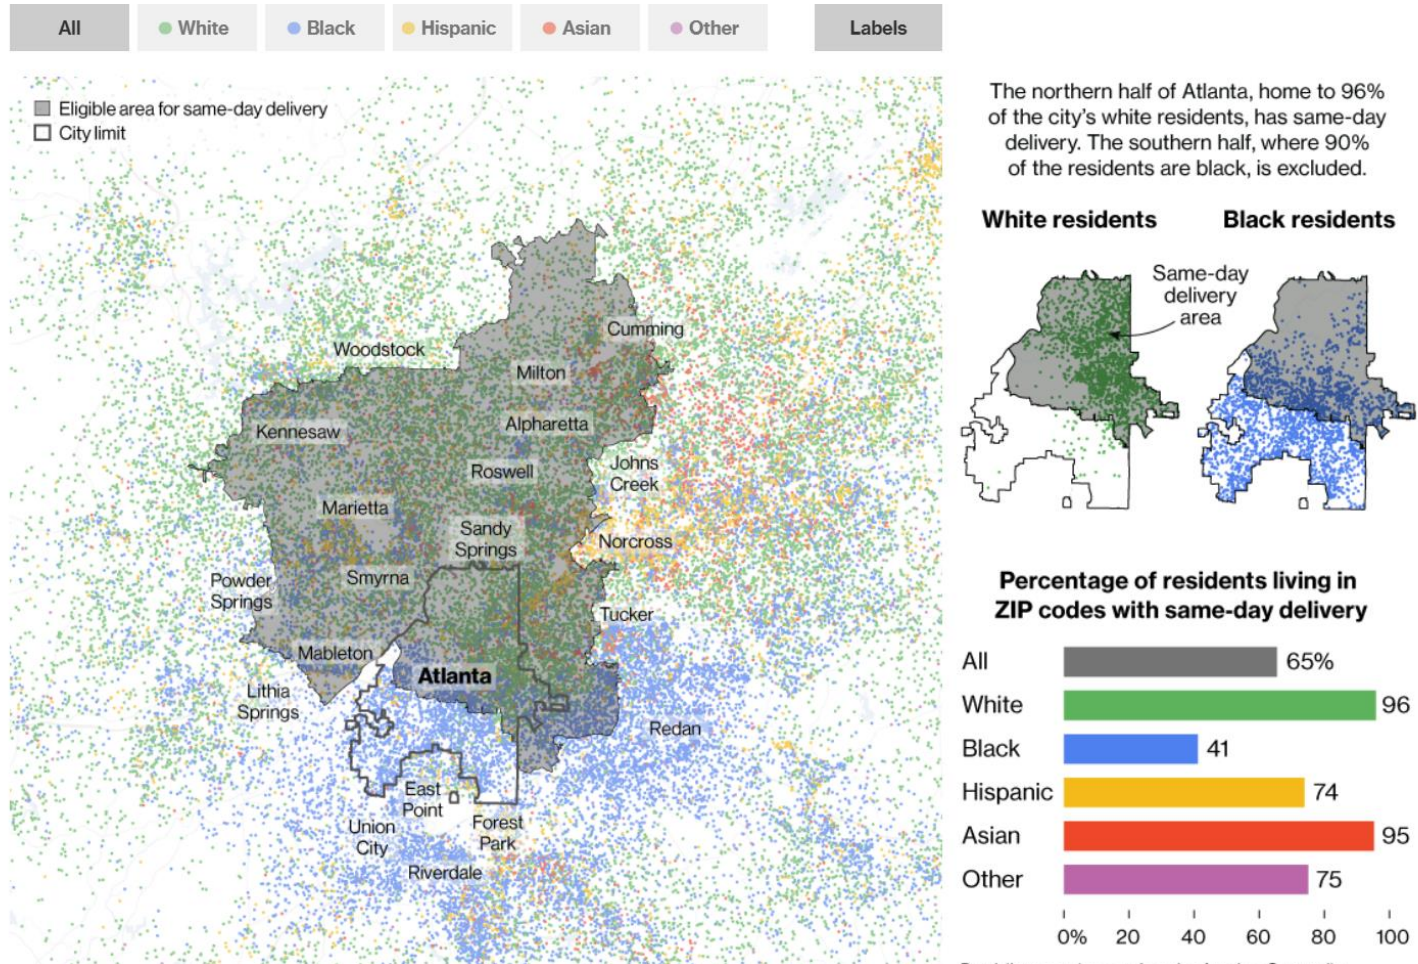 All
White
Black
Hispanic
Asian
Other
Labels
Eligible area for same-day delivery
City limit
Cumming
Woodstock
Milton
Alpharetta
Kennesaw
Johns
Creek
Roswell
Marietta
Sandy
Springs
Norcross
Powder
Springs
Smyrna
Tucker
Mableton
Atlanta
Lithia
Springs
Redan
East
Point
Union
City
Forest
Park
Riverdale
The northern half of Atlanta, home to 96%
of the city's white residents, has same-day
delivery. The southern half, where 90%
of the residents are black, is excluded.
White residents
Black residents
Same-day
delivery
area
Percentage of residents living in
ZIP codes with same-day delivery
All 65%
White 96
Black 41
Hispanic 74
Asian 95
Other 75
0% 20 40 60 80 100